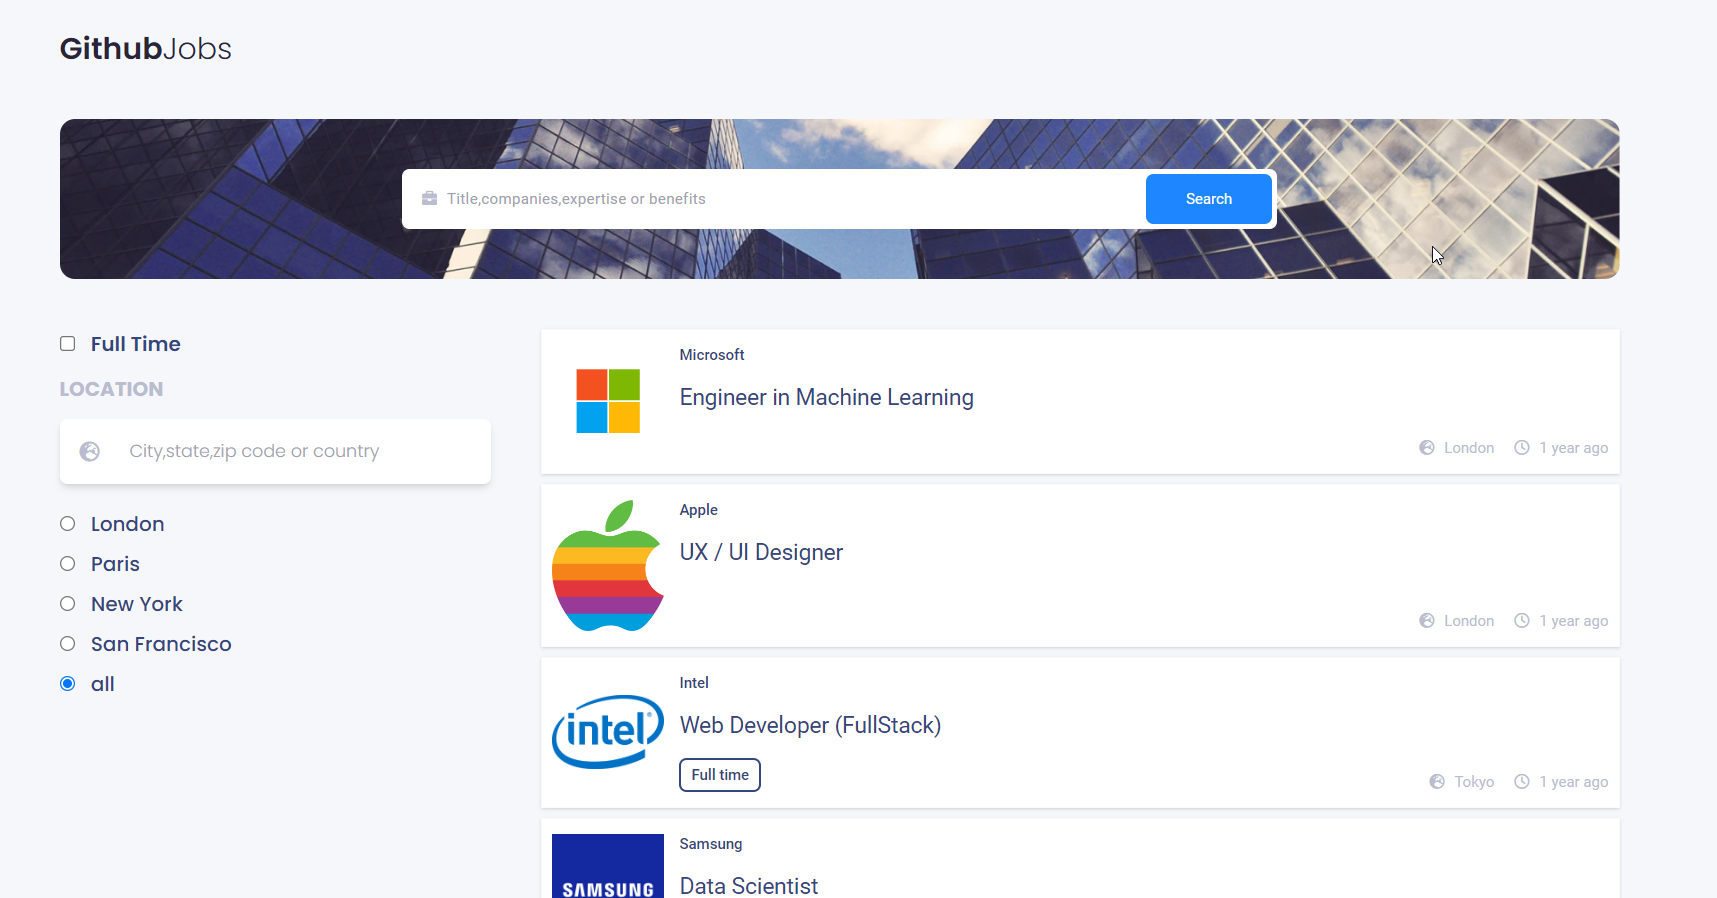 GithubJobs
Title,companies,expertise or benefits
Search
Full Time
LOCATION
City,state,zip code or country
London
Paris
New York
San Francisco
all
Microsoft
Engineer in Machine Learning
London 1 year ago
Apple
UX / UI Designer
London 1 year ago
intel®
Intel
Web Developer (FullStack)
Full time
Tokyo 1 year ago
SAMSUNG
Samsung
Data Scientist